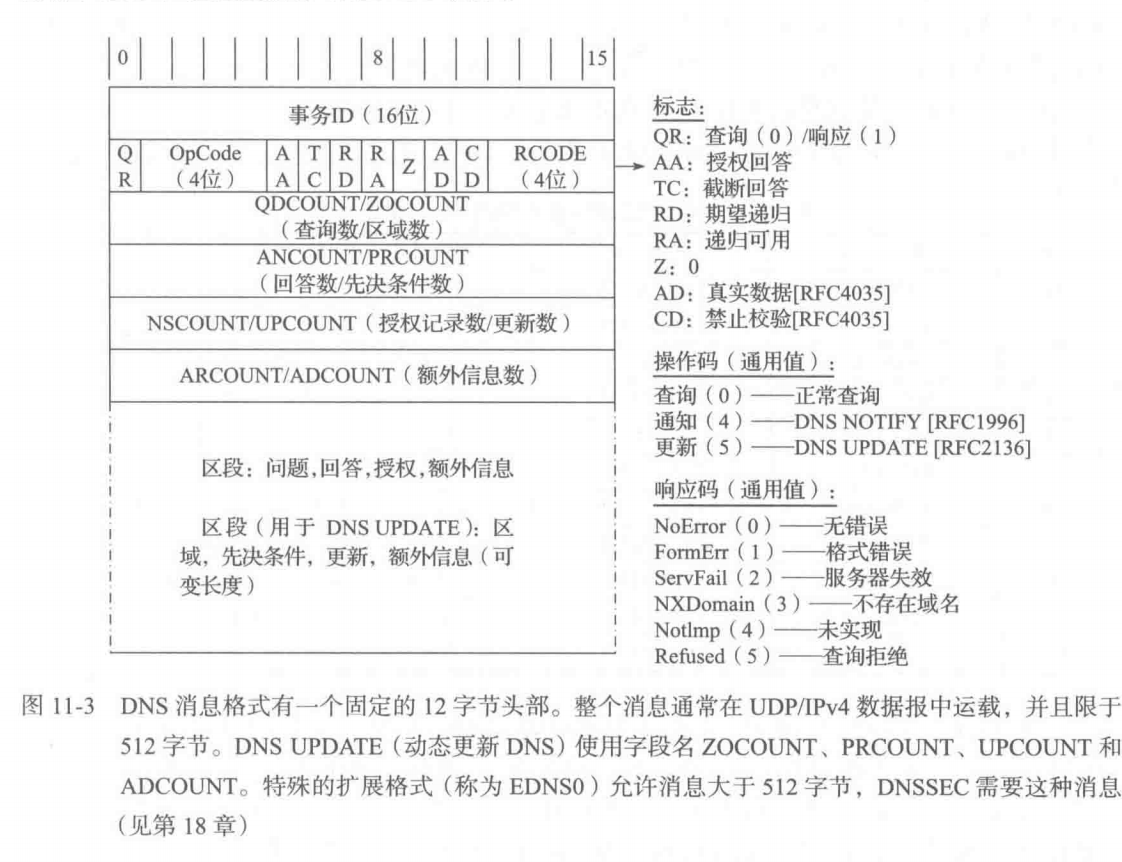 0 8 15
事务ID（16位）
QR OpCode（4位） AA TC RD RA Z AD CD RCODE（4位）
QDCOUNT/ZOCOUNT
（查询数/区域数）
ANCOUNT/PRCOUNT
（回答数/先决条件数）
NSCOUNT/UPCOUNT（授权记录数/更新数）
ARCOUNT/ADCOUNT（额外信息数）
区段：问题,回答,授权,额外信息
区段（用于 DNS UPDATE）：区
域，先决条件，更新，额外信息（可
变长度）
标志：
QR：查询（0）/响应（1）
AA：授权回答
TC：截断回答
RD：期望递归
RA：递归可用
Z：0
AD：真实数据[RFC4035]
CD：禁止校验[RFC4035]
操作码（通用值）：
查询（0）——正常查询
通知（4）——DNS NOTIFY [RFC1996]
更新（5）——DNS UPDATE [RFC2136]
响应码（通用值）：
NoError（0）——无错误
FormErr（1）——格式错误
ServFail（2）——服务器失效
NXDomain（3）——不存在域名
NotImp（4）——未实现
Refused（5）——查询拒绝
图 11-3 DNS 消息格式有一个固定的 12 字节头部。整个消息通常在 UDP/IPv4 数据报中运载，并且限于
512 字节。DNS UPDATE（动态更新 DNS）使用字段名 ZOCOUNT、PRCOUNT、UPCOUNT 和
ADCOUNT。特殊的扩展格式（称为 EDNS0）允许消息大于 512 字节，DNSSEC 需要这种消息
（见第 18 章）